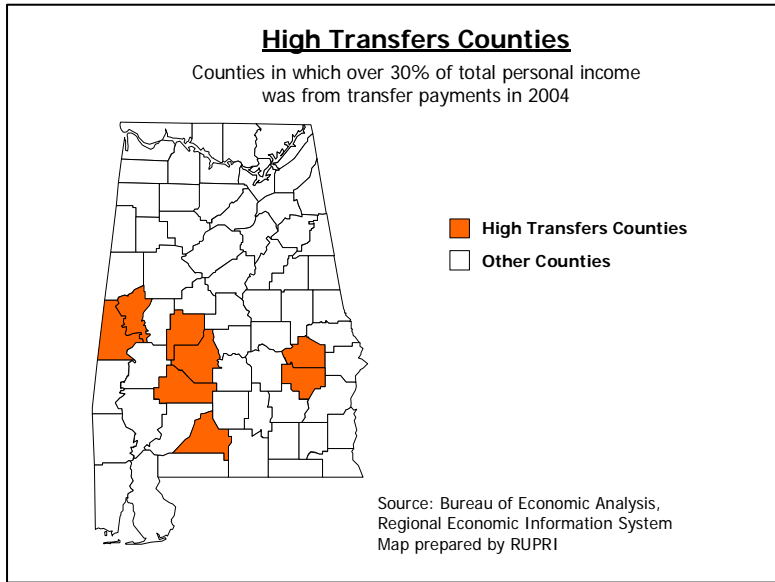 High Transfers Counties
Counties in which over 30% of total personal income
was from transfer payments in 2004
High Transfers Counties
Other Counties
Source: Bureau of Economic Analysis,
Regional Economic Information System
Map prepared by RUPRI